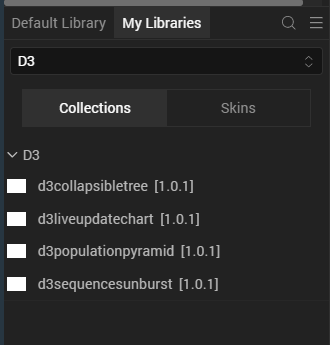 Default Library My Libraries
D3
Collections Skins
D3
d3collapsibletree [1.0.1]
d3liveupdatechart [1.0.1]
d3populationpyramid [1.0.1]
d3sequencesunburst [1.0.1]